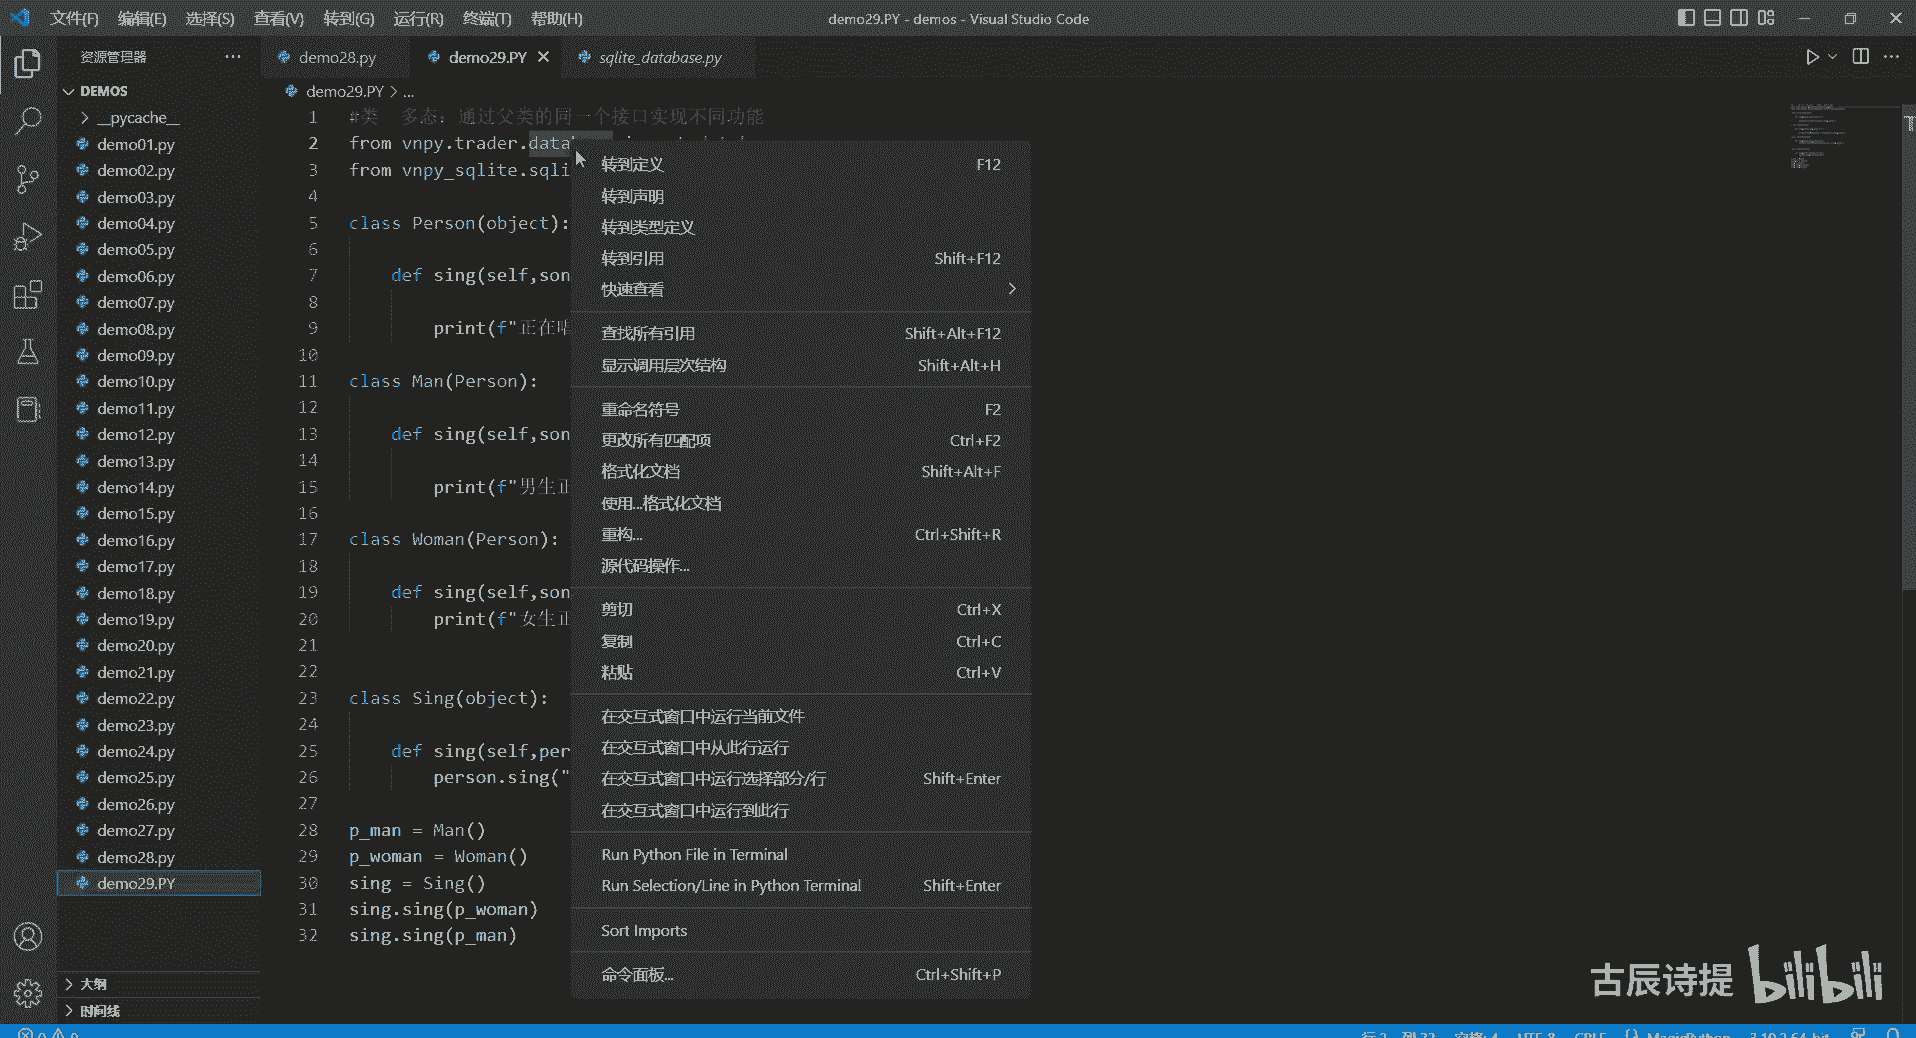 文件(F) 编辑(E) 选择(S) 查看(V) 转到(G) 运行(R) 终端(T) 帮助(H)
demo29.PY - demos - Visual Studio Code
资源管理器
demo28.py
demo29.PY
sqlite_database.py
DEMOS
demo29.PY > ...
__pycache__
demo01.py
demo02.py
demo03.py
demo04.py
demo05.py
demo06.py
demo07.py
demo08.py
demo09.py
demo10.py
demo11.py
demo12.py
demo13.py
demo14.py
demo15.py
demo16.py
demo17.py
demo18.py
demo19.py
demo20.py
demo21.py
demo22.py
demo23.py
demo24.py
demo25.py
demo26.py
demo27.py
demo28.py
demo29.PY
大纲
时间线
1 #类 多态：通过父类的同一个接口实现不同功能
2 from vnpy.trader.data
3 from vnpy_sqlite.sqli
4
5 class Person(object):
6
7 def sing(self,son
8
9 print(f"正在唱
10
11 class Man(Person):
12
13 def sing(self,son
14
15 print(f"男生正
16
17 class Woman(Person):
18
19 def sing(self,son
20 print(f"女生正
21
22
23 class Sing(object):
24
25 def sing(self,per
26 person.sing("
27
28 p_man = Man()
29 p_woman = Woman()
30 sing = Sing()
31 sing.sing(p_woman)
32 sing.sing(p_man)
转到定义 F12
转到声明
转到类型定义
转到引用 Shift+F12
快速查看
查找所有引用 Shift+Alt+F12
显示调用层次结构 Shift+Alt+H
重命名符号 F2
更改所有匹配项 Ctrl+F2
格式化文档 Shift+Alt+F
使用...格式化文档
重构... Ctrl+Shift+R
源代码操作...
剪切 Ctrl+X
复制 Ctrl+C
粘贴 Ctrl+V
在交互式窗口中运行当前文件
在交互式窗口中从此行运行
在交互式窗口中运行选择部分/行 Shift+Enter
在交互式窗口中运行到此行
Run Python File in Terminal
Run Selection/Line in Python Terminal Shift+Enter
Sort Imports
命令面板... Ctrl+Shift+P
古辰诗提 bilibili